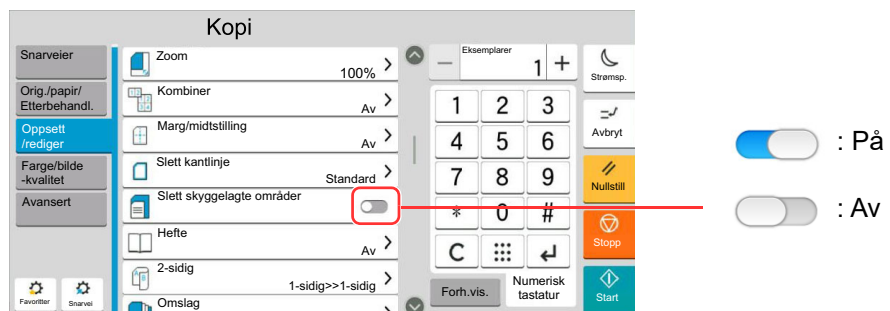 Kopi
Snarveier
Orig./papir/
Etterbehandl.
Oppsett
/rediger
Farge/bilde
-kvalitet
Avansert
Favoritter
Snarvei
Zoom
100%
Kombiner
Av
Marg/midtstilling
Av
Slett kantlinje
Standard
Slett skyggelagte områder
Hefte
Av
2-sidig
1-sidig>>1-sidig
Omslag
Eksemplarer
− 1 +
1 2 3
4 5 6
7 8 9
* 0 #
C
Forh.vis.
Numerisk
tastatur
Strømsp.
Avbryt
Nullstill
Stopp
Start
: På
: Av